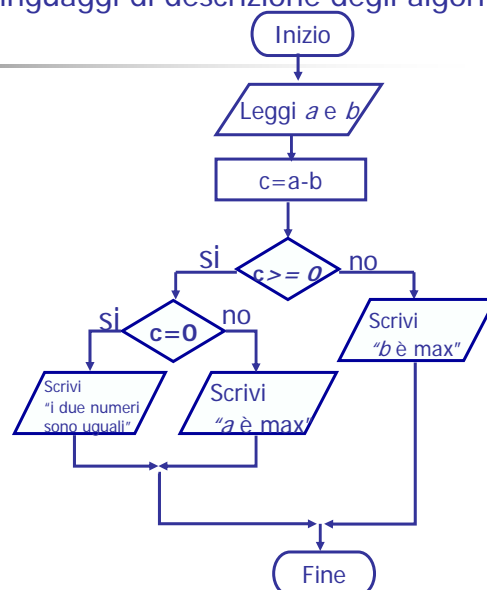 linguaggi di descrizione degli algori
Inizio
Leggi a e b
c=a-b
si
c>= 0
no
si
c=0
no
Scrivi
"b è max"
Scrivi
"i due numeri
sono uguali"
Scrivi
"a è max"
Fine